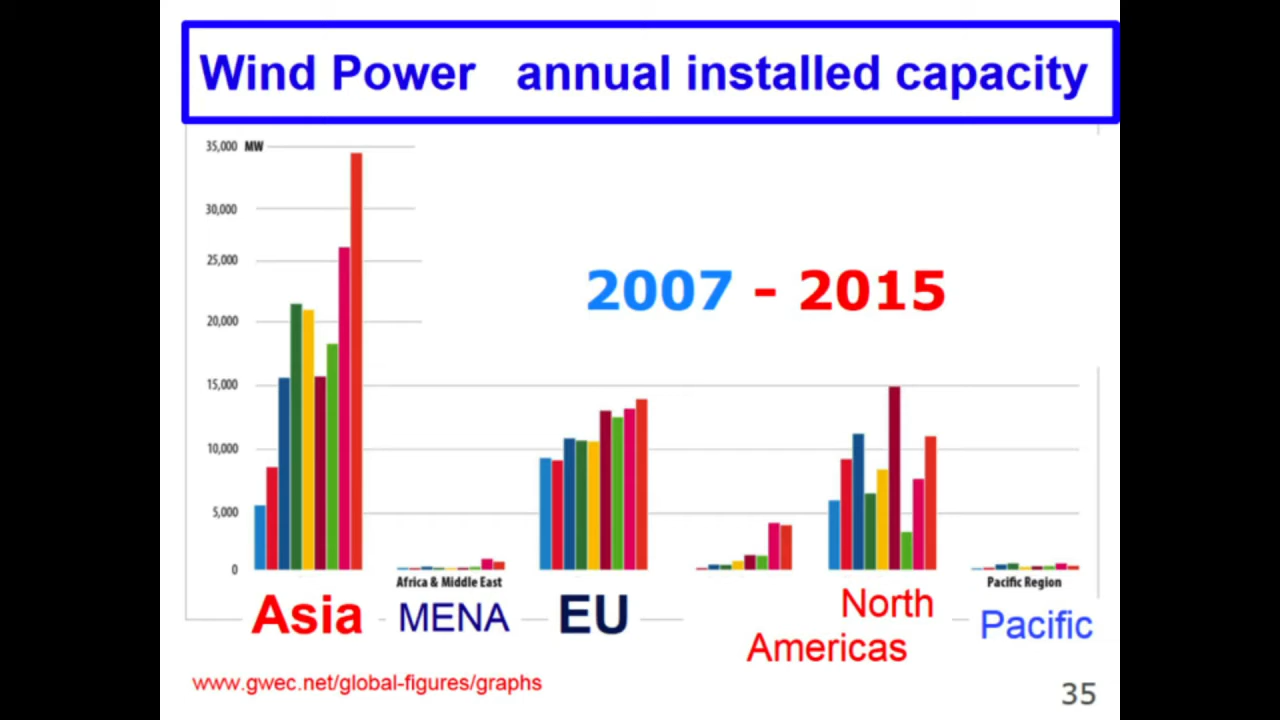 Wind Power annual installed capacity
35,000 MW
30,000
25,000
20,000
15,000
10,000
5,000
0
2007 - 2015
Africa & Middle East
Pacific Region
Asia
MENA
EU
North
Americas
Pacific
www.gwec.net/global-figures/graphs
35